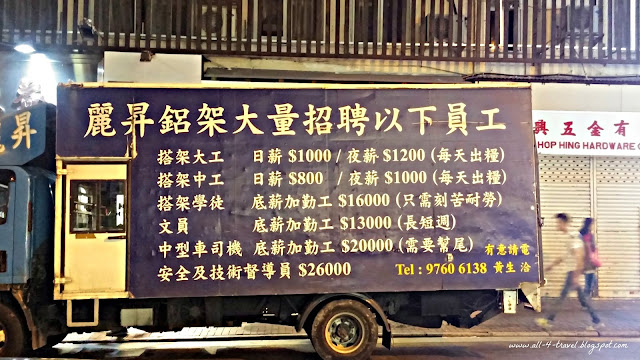 麗昇鋁架大量招聘以下員工
搭架大工 日薪 $1000 / 夜薪 $1200 (每天出糧)
搭架中工 日薪 $800 / 夜薪 $1000 (每天出糧)
搭架學徒 底薪加勤工 $16000 (只需刻苦耐勞)
文員 底薪加勤工 $13000 (長短週)
中型車司機 底薪加勤工 $20000 (需要幫尾)
安全及技術督導員 $26000
有意請電
Tel : 9760 6138 黃生 洽
昇
興五金有
HOP HING HARDWARE
www.all-4-travel.blogspot.com